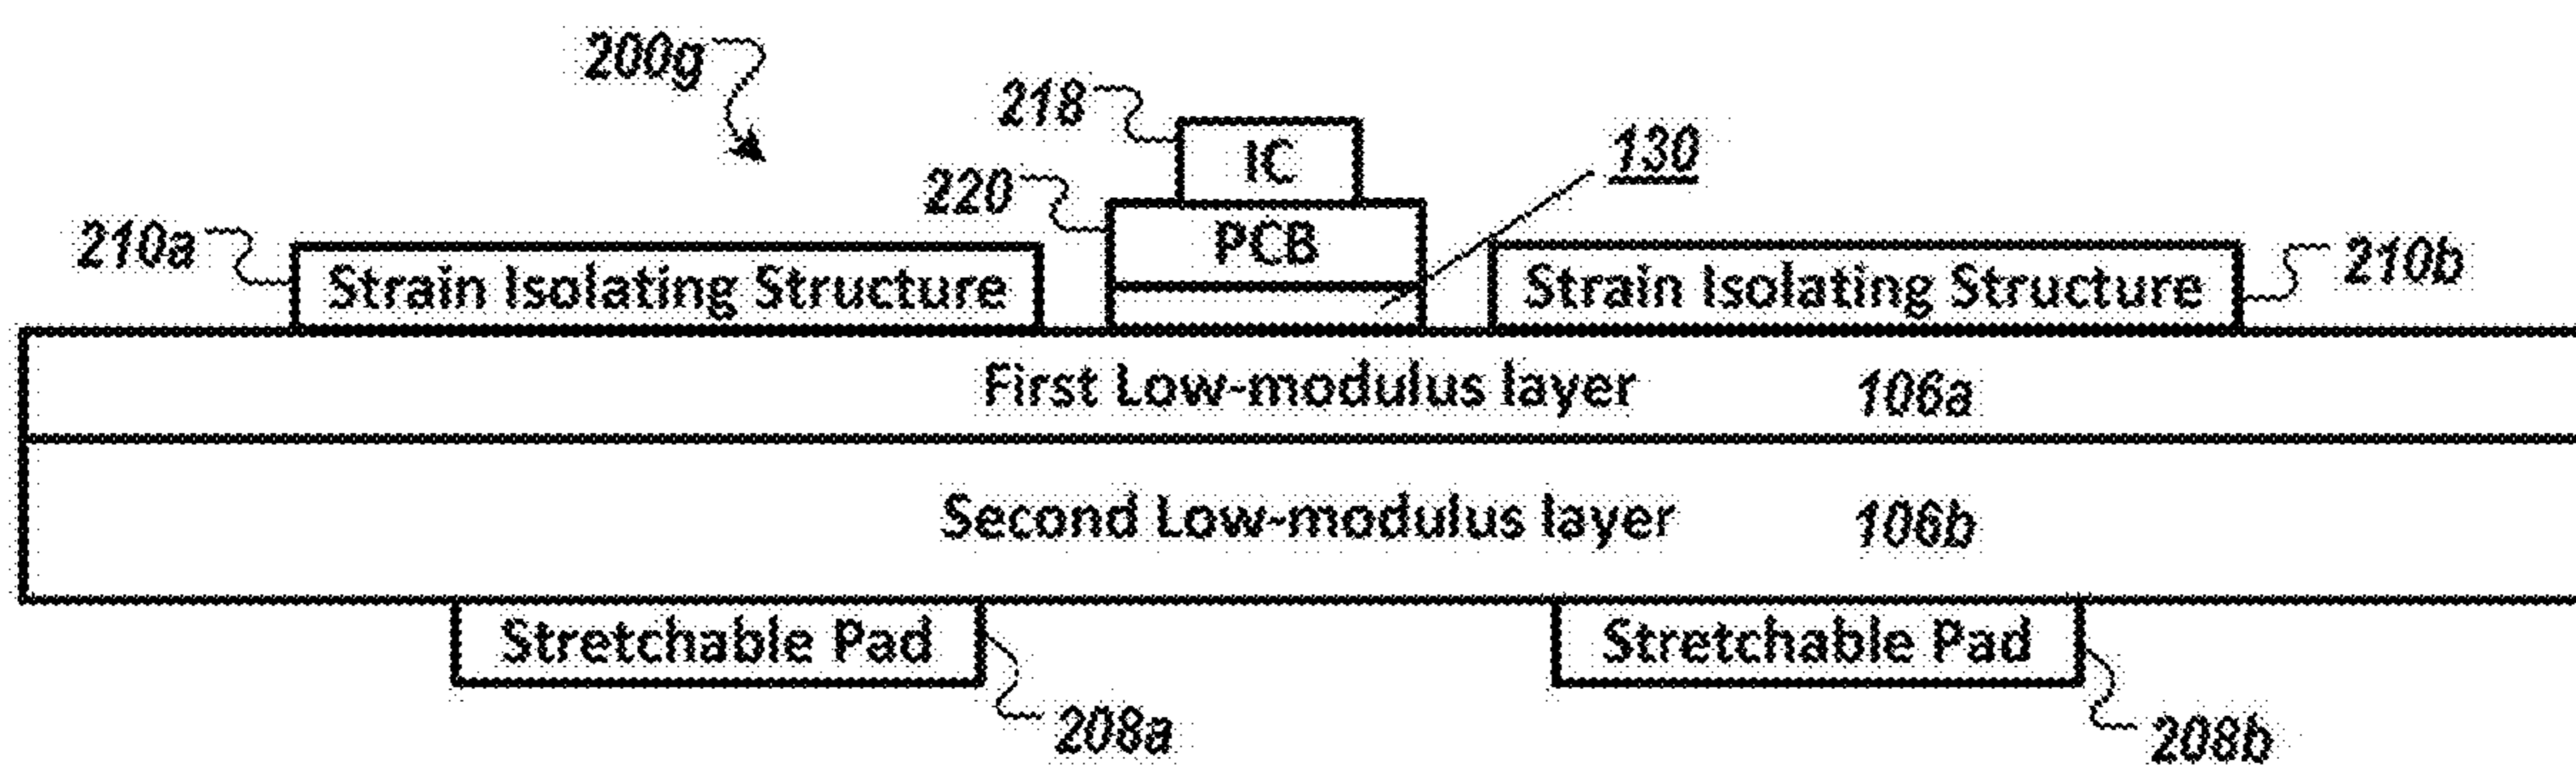 200g
218
IC
130
220
PCB
210a
Strain Isolating Structure
Strain Isolating Structure
210b
First Low-modulus layer 106a
Second Low-modulus layer 106b
Stretchable Pad
Stretchable Pad
208a
208b